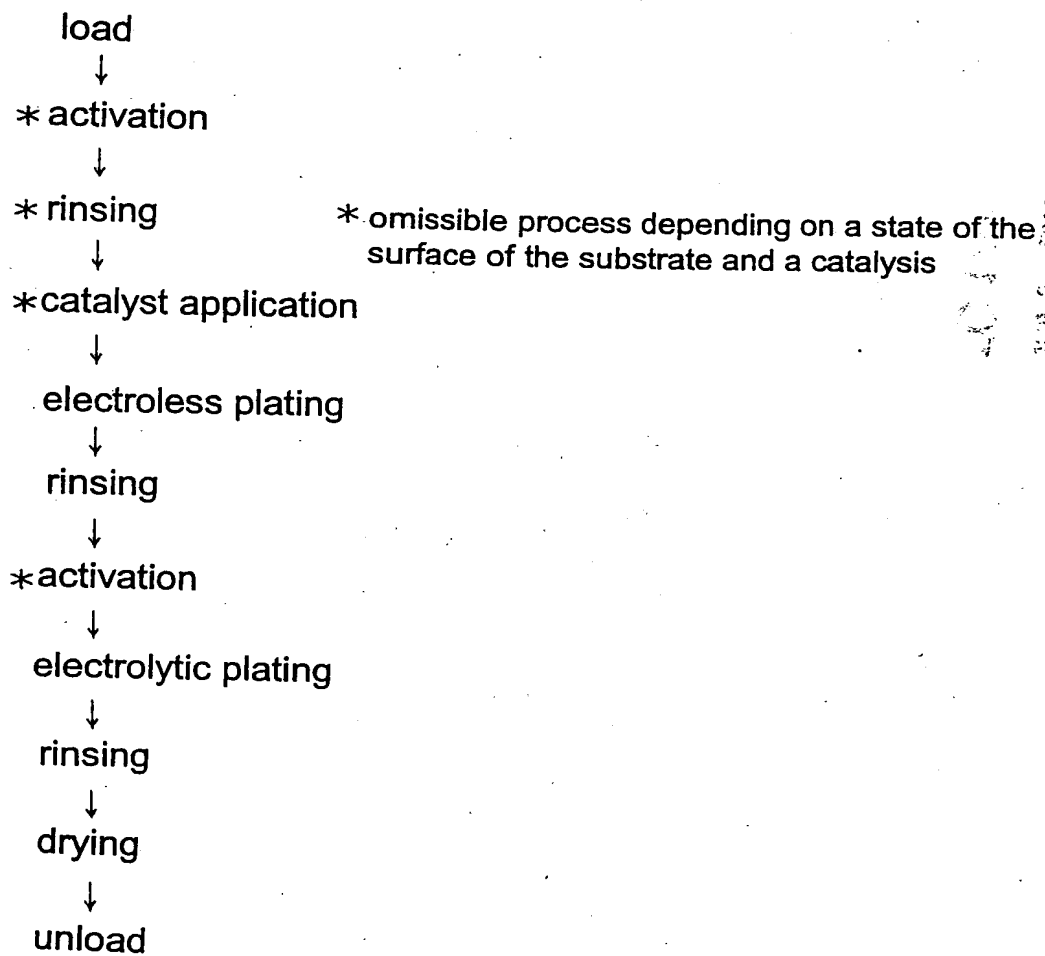 load
↓
* activation
↓
* rinsing
* omissible process depending on a state of the
surface of the substrate and a catalysis
↓
* catalyst application
↓
electroless plating
↓
rinsing
↓
* activation
↓
electrolytic plating
↓
rinsing
↓
drying
↓
unload